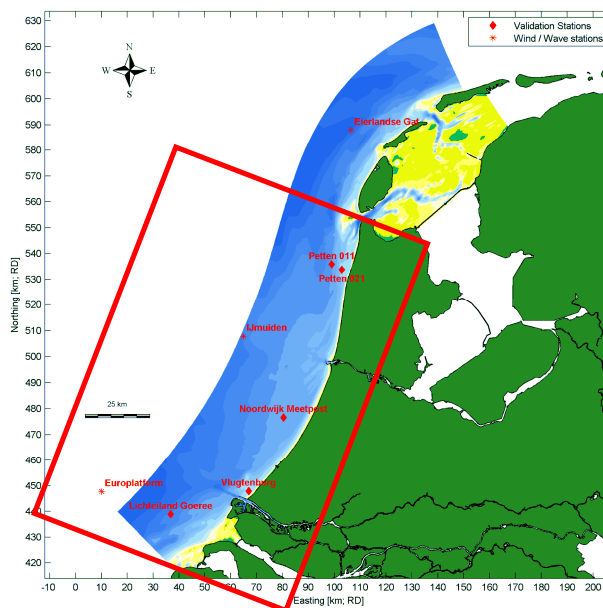 Validation Stations
Wind / Wave stations
N
W E
S
Eierlandse Gat
Petten 011
Petten 021
IJmuiden
25 km
Noordwijk Meetpost
Europlatform
Vlugtenburg
Lichteiland Goeree
Northing [km; RD]
630
620
610
600
590
580
570
560
550
540
530
520
510
500
490
480
470
460
450
440
430
420
-10 0 10 20 30 40 50 60 70 80 90 100 110 120 130 140 150 160 170 180 190 200
Easting [km; RD]